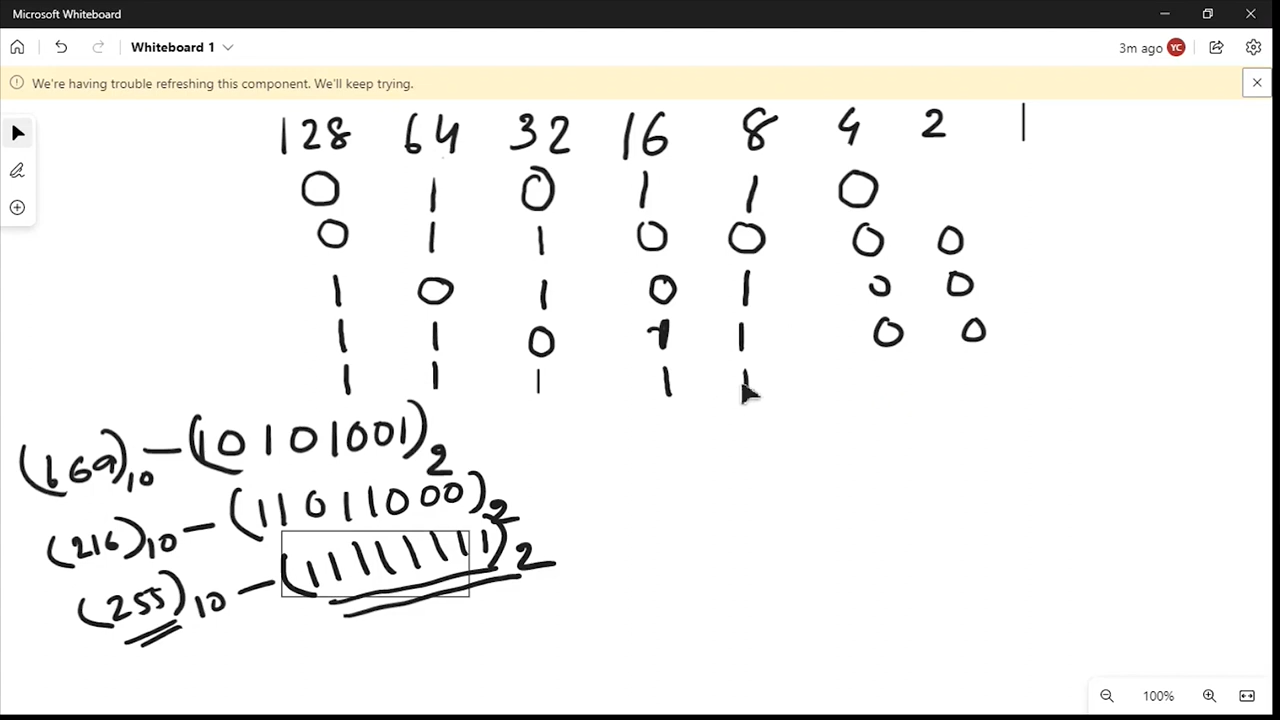 Microsoft Whiteboard
Whiteboard 1
3m ago YC
We're having trouble refreshing this component. We'll keep trying.
128 64 32 16 8 4 2 1
0 1 0 1 1 0
0 1 1 0 0 0 0
1 0 1 0 1 0 0
1 1 0 1 1 0 0
1 1 1 1 1
(169)10 - (10101001)2
(216)10 - (11011000)2
(255)10 - (11111111)2
100%